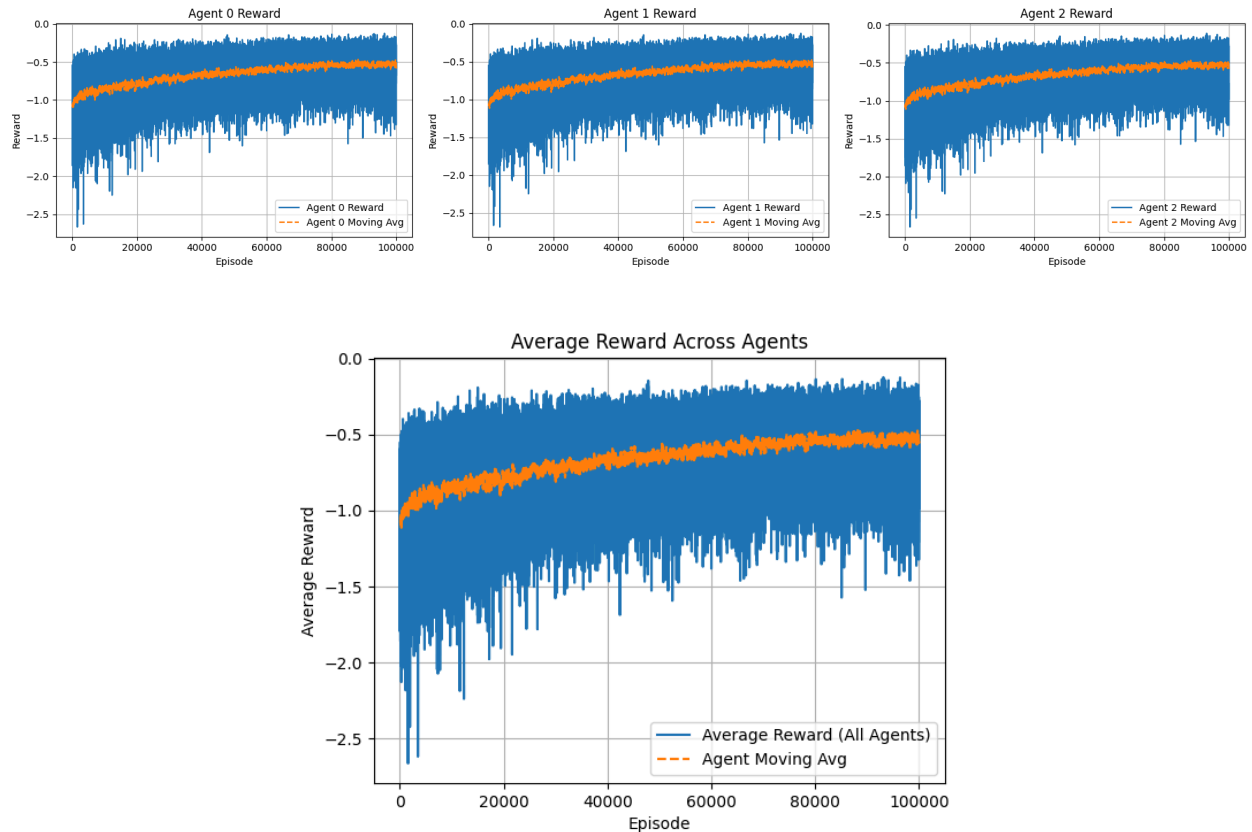 Agent 0 Reward
Agent 1 Reward
Agent 2 Reward
0.0
−0.5
−1.0
−1.5
−2.0
−2.5
Reward
0
20000
40000
60000
80000
100000
Episode
Agent 0 Reward
Agent 0 Moving Avg
0.0
−0.5
−1.0
−1.5
−2.0
−2.5
Reward
0
20000
40000
60000
80000
100000
Episode
Agent 1 Reward
Agent 1 Moving Avg
0.0
−0.5
−1.0
−1.5
−2.0
−2.5
Reward
0
20000
40000
60000
80000
100000
Episode
Agent 2 Reward
Agent 2 Moving Avg
Average Reward Across Agents
0.0
−0.5
−1.0
−1.5
−2.0
−2.5
Average Reward
0
20000
40000
60000
80000
100000
Episode
Average Reward (All Agents)
Agent Moving Avg